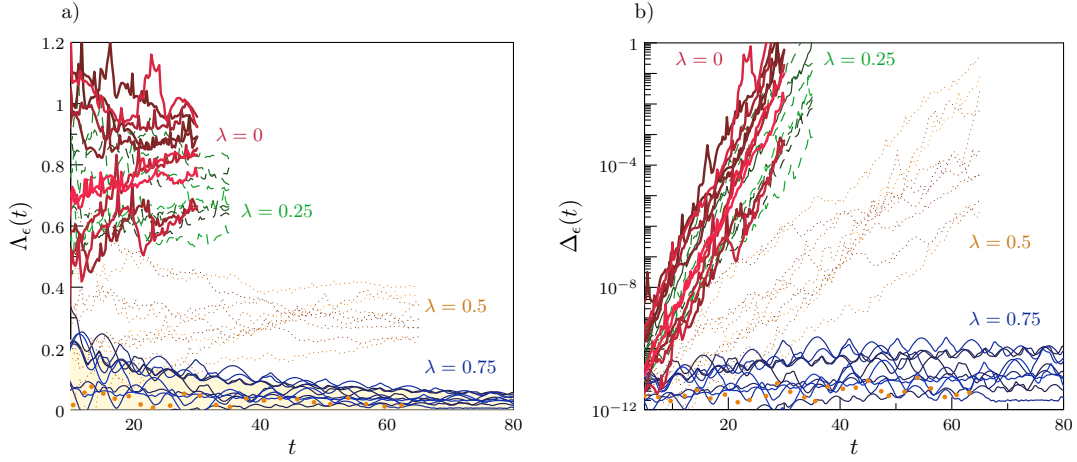 a)
1.2
1
0.8
0.6
0.4
0.2
0
Λ_ϵ(t)
λ = 0
λ = 0.25
λ = 0.5
λ = 0.75
20
40
60
80
t
b)
1
10⁻⁴
10⁻⁸
10⁻¹²
Δ_ϵ(t)
λ = 0
λ = 0.25
λ = 0.5
λ = 0.75
20
40
60
80
t